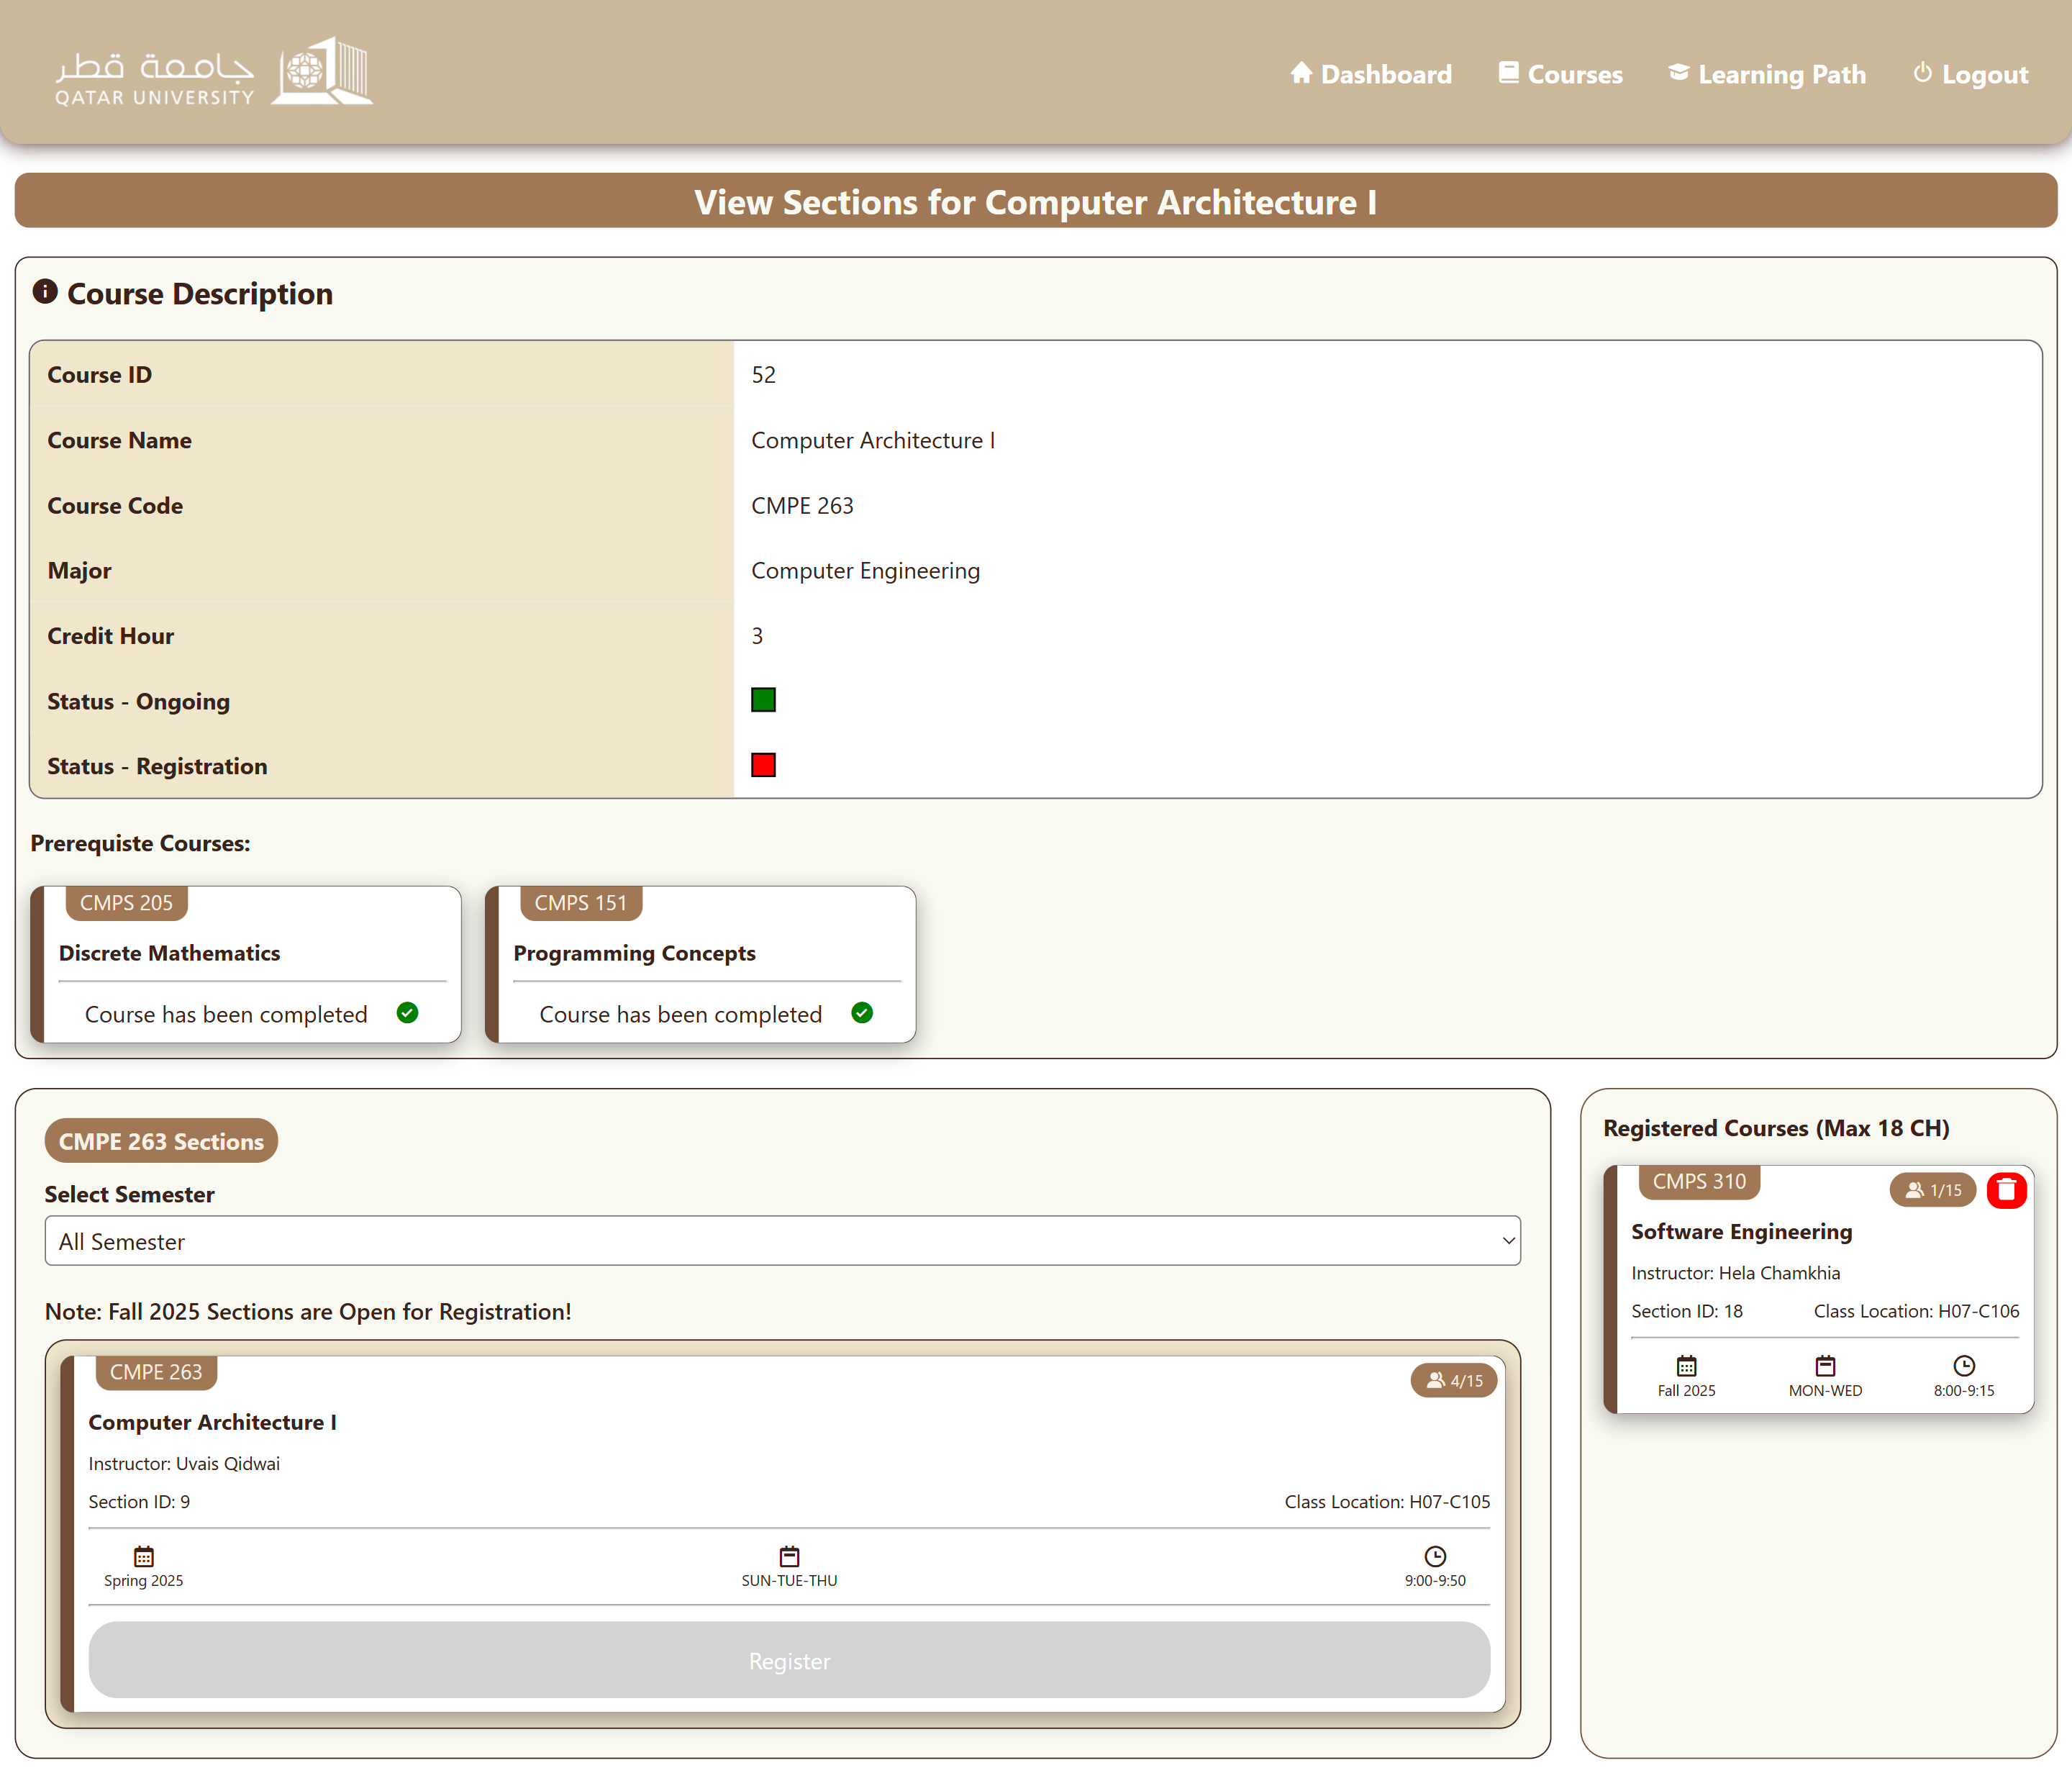 جامعة قطر
QATAR UNIVERSITY
Dashboard Courses Learning Path Logout
View Sections for Computer Architecture I
Course Description
Course ID 52
Course Name Computer Architecture I
Course Code CMPE 263
Major Computer Engineering
Credit Hour 3
Status - Ongoing
Status - Registration
Prerequiste Courses:
CMPS 205
Discrete Mathematics
Course has been completed
CMPS 151
Programming Concepts
Course has been completed
CMPE 263 Sections
Select Semester
All Semester
Note: Fall 2025 Sections are Open for Registration!
CMPE 263 4/15
Computer Architecture I
Instructor: Uvais Qidwai
Section ID: 9 Class Location: H07-C105
Spring 2025 SUN-TUE-THU 9:00-9:50
Register
Registered Courses (Max 18 CH)
CMPS 310 1/15
Software Engineering
Instructor: Hela Chamkhia
Section ID: 18 Class Location: H07-C106
Fall 2025 MON-WED 8:00-9:15